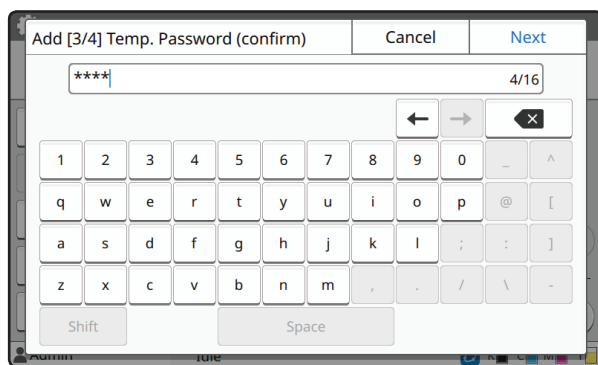 Add [3/4] Temp. Password (confirm) Cancel Next
**** 4/16
← →
1 2 3 4 5 6 7 8 9 0 _ ^
q w e r t y u i o p @ [
a s d f g h j k l ; : ]
z x c v b n m , . / \ -
Shift Space
Admin Idle K C M Y